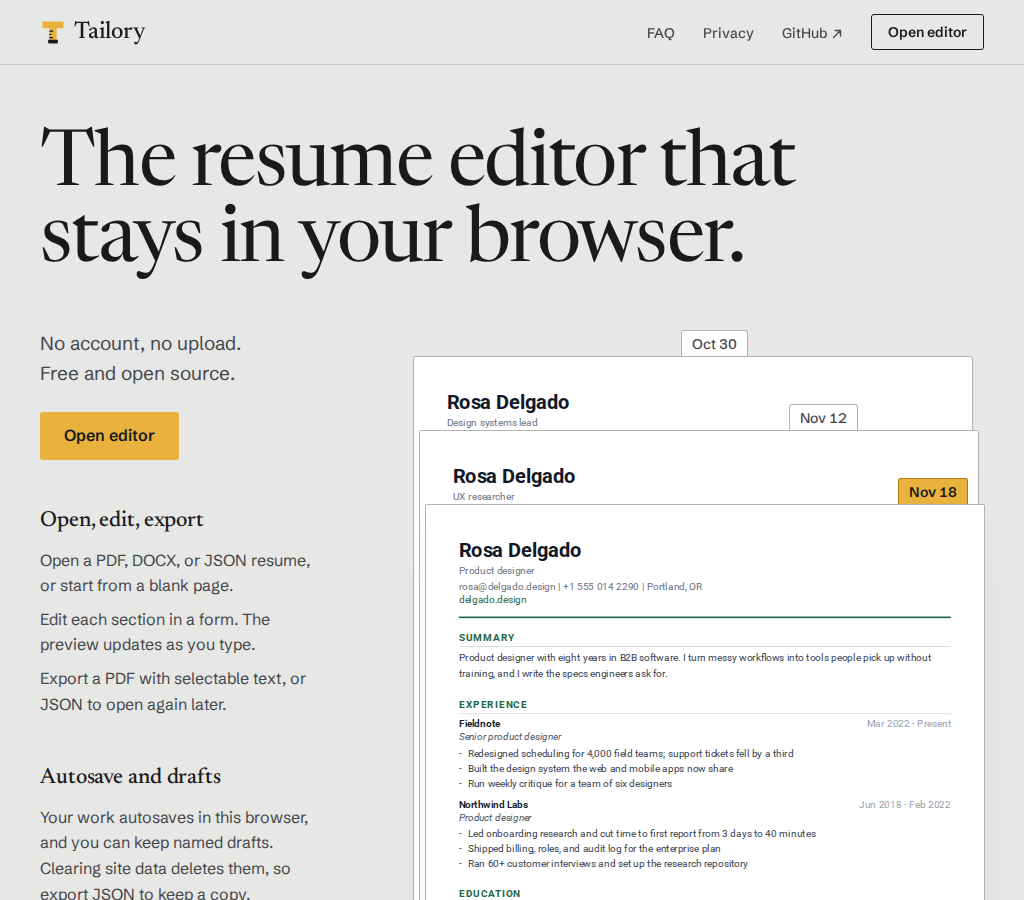 Tailory
FAQ
Privacy
GitHub ↗
Open editor
The resume editor that
stays in your browser.
No account, no upload.
Free and open source.
Open editor
Open, edit, export
Open a PDF, DOCX, or JSON resume,
or start from a blank page.
Edit each section in a form. The
preview updates as you type.
Export a PDF with selectable text, or
JSON to open again later.
Autosave and drafts
Your work autosaves in this browser,
and you can keep named drafts.
Clearing site data deletes them, so
export JSON to keep a copy.
Oct 30
Rosa Delgado
Design systems lead
Nov 12
Rosa Delgado
UX researcher
Nov 18
Rosa Delgado
Product designer
rosa@delgado.design | +1 555 014 2290 | Portland, OR
delgado.design
SUMMARY
Product designer with eight years in B2B software. I turn messy workflows into tools people pick up without
training, and I write the specs engineers ask for.
EXPERIENCE
Fieldnote
Mar 2022 - Present
Senior product designer
- Redesigned scheduling for 4,000 field teams; support tickets fell by a third
- Built the design system the web and mobile apps now share
- Run weekly critique for a team of six designers
Northwind Labs
Jun 2018 - Feb 2022
Product designer
- Led onboarding research and cut time to first report from 3 days to 40 minutes
- Shipped billing, roles, and audit log for the enterprise plan
- Ran 60+ customer interviews and set up the research repository
EDUCATION